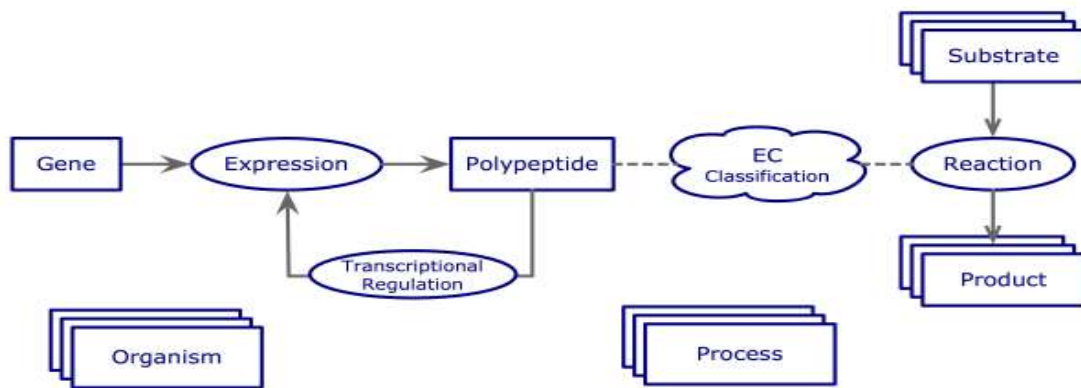 Substrate
Gene
Expression
Polypeptide
EC
Classification
Reaction
Transcriptional
Regulation
Product
Organism
Process